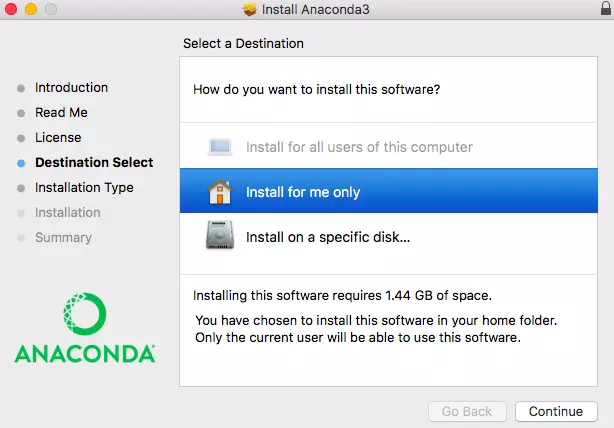 Install Anaconda3
Select a Destination
Introduction
Read Me
License
Destination Select
Installation Type
Installation
Summary
ANACONDA®
How do you want to install this software?
Install for all users of this computer
Install for me only
Install on a specific disk...
Installing this software requires 1.44 GB of space.
You have chosen to install this software in your home folder.
Only the current user will be able to use this software.
Go Back
Continue